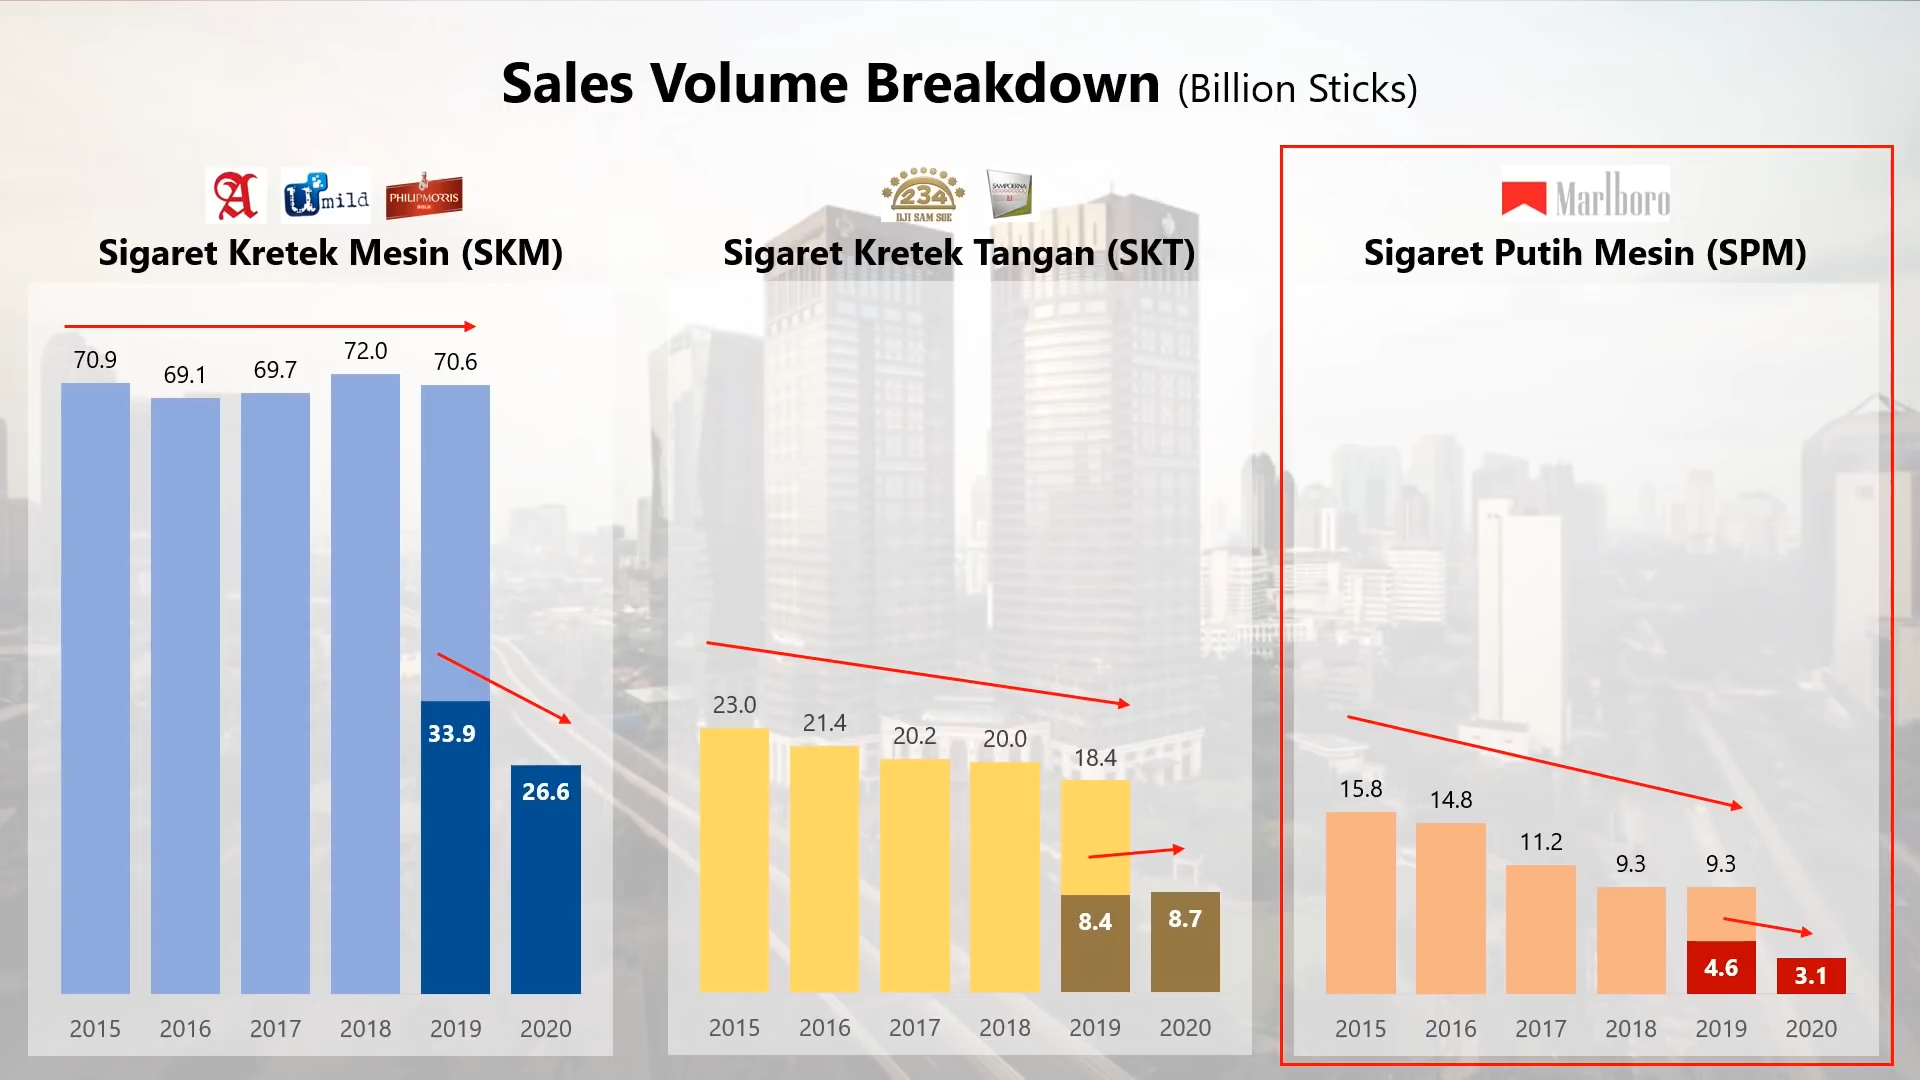 Sales Volume Breakdown (Billion Sticks)
A
U mild
PHILIP MORRIS
BOLD
Sigaret Kretek Mesin (SKM)
70.9
69.1
69.7
72.0
70.6
33.9
26.6
2015 2016 2017 2018 2019 2020
234
DJI SAM SOE
SAMPOERNA
Sigaret Kretek Tangan (SKT)
23.0
21.4
20.2
20.0
18.4
8.4
8.7
2015 2016 2017 2018 2019 2020
Marlboro
Sigaret Putih Mesin (SPM)
15.8
14.8
11.2
9.3
9.3
4.6
3.1
2015 2016 2017 2018 2019 2020